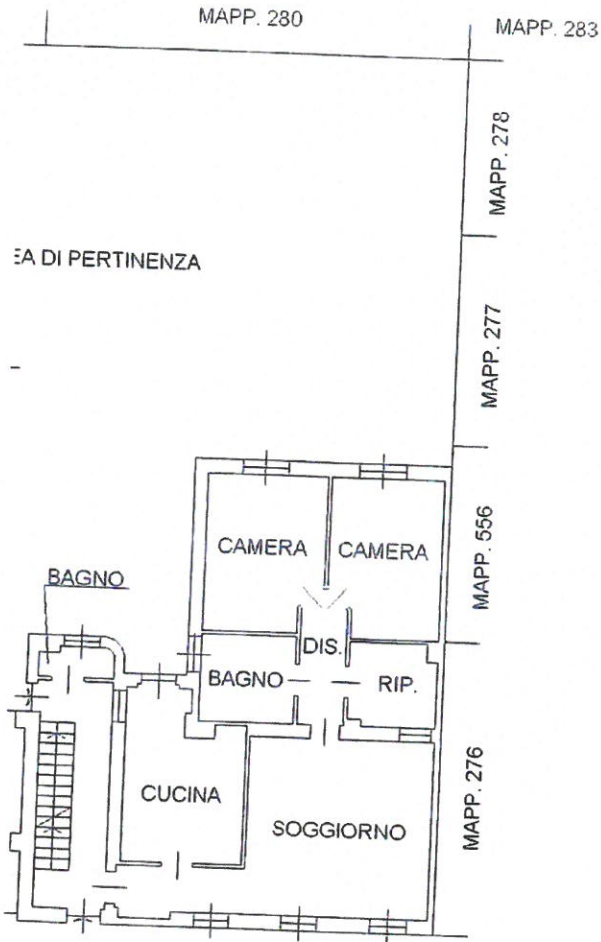 MAPP. 280
MAPP. 283
MAPP. 278
EA DI PERTINENZA
MAPP. 277
CAMERA
CAMERA
MAPP. 556
BAGNO
DIS.
BAGNO
RIP.
CUCINA
SOGGIORNO
MAPP. 276